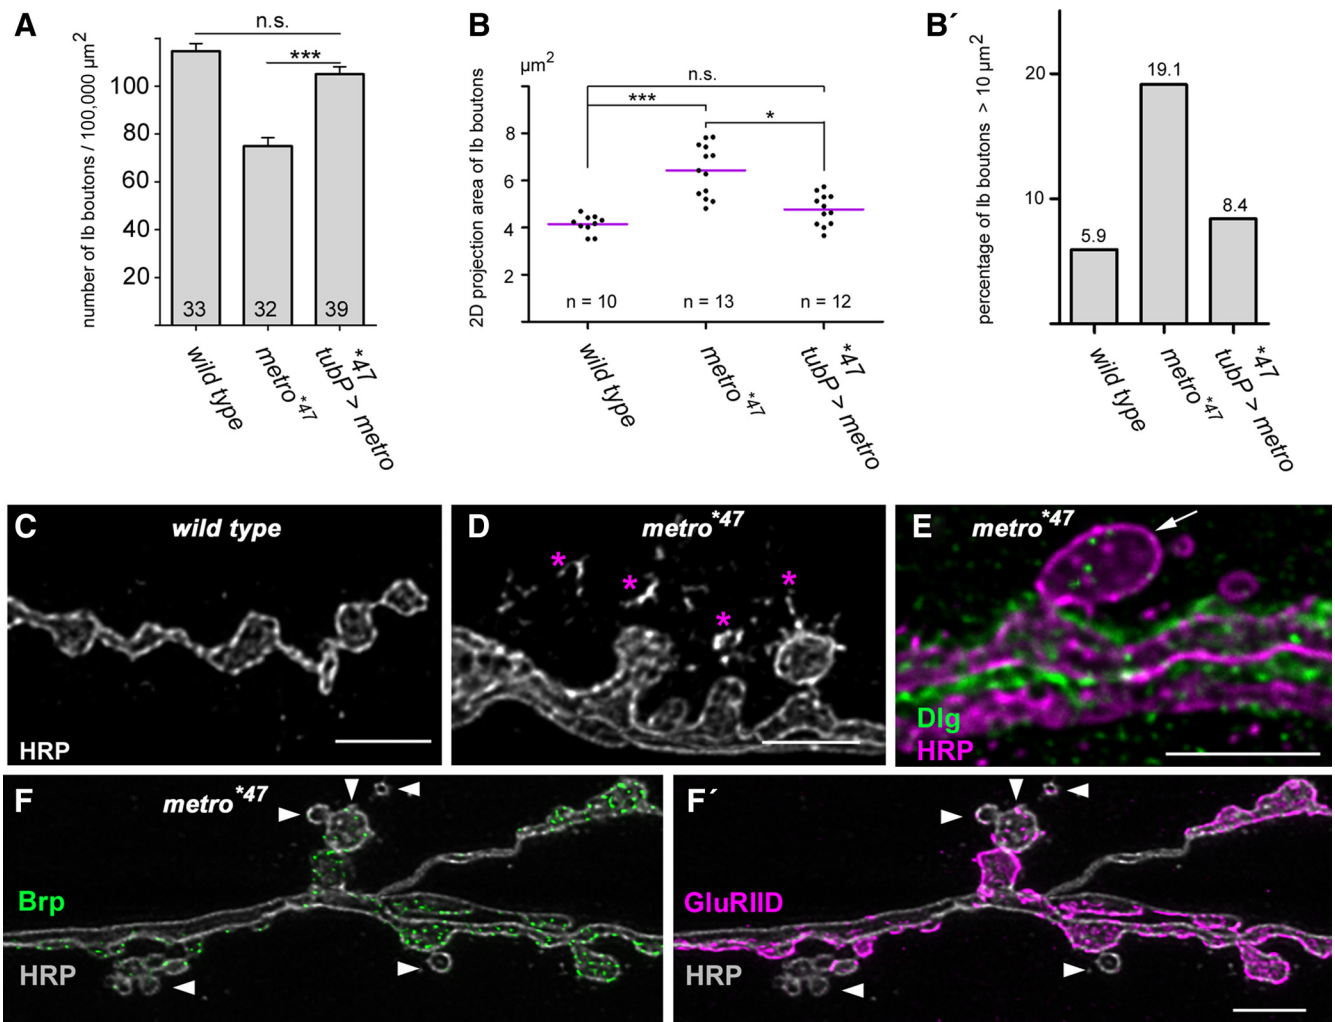 A
number of Ib boutons / 100,000 µm²
n.s.
***
100
80
60
40
20
33
32
39
wild type
metro*47
*47
tubP > metro
B
µm²
2D projection area of Ib boutons
n.s.
***
*
8
6
4
2
n = 10
n = 13
n = 12
wild type
metro*47
*47
tubP > metro
B´
percentage of Ib boutons > 10 µm²
20
10
5.9
19.1
8.4
wild type
metro*47
*47
tubP > metro
C
wild type
HRP
D
metro*47
*
*
*
*
E
metro*47
Dlg
HRP
F
metro*47
Brp
HRP
F´
GluRIID
HRP